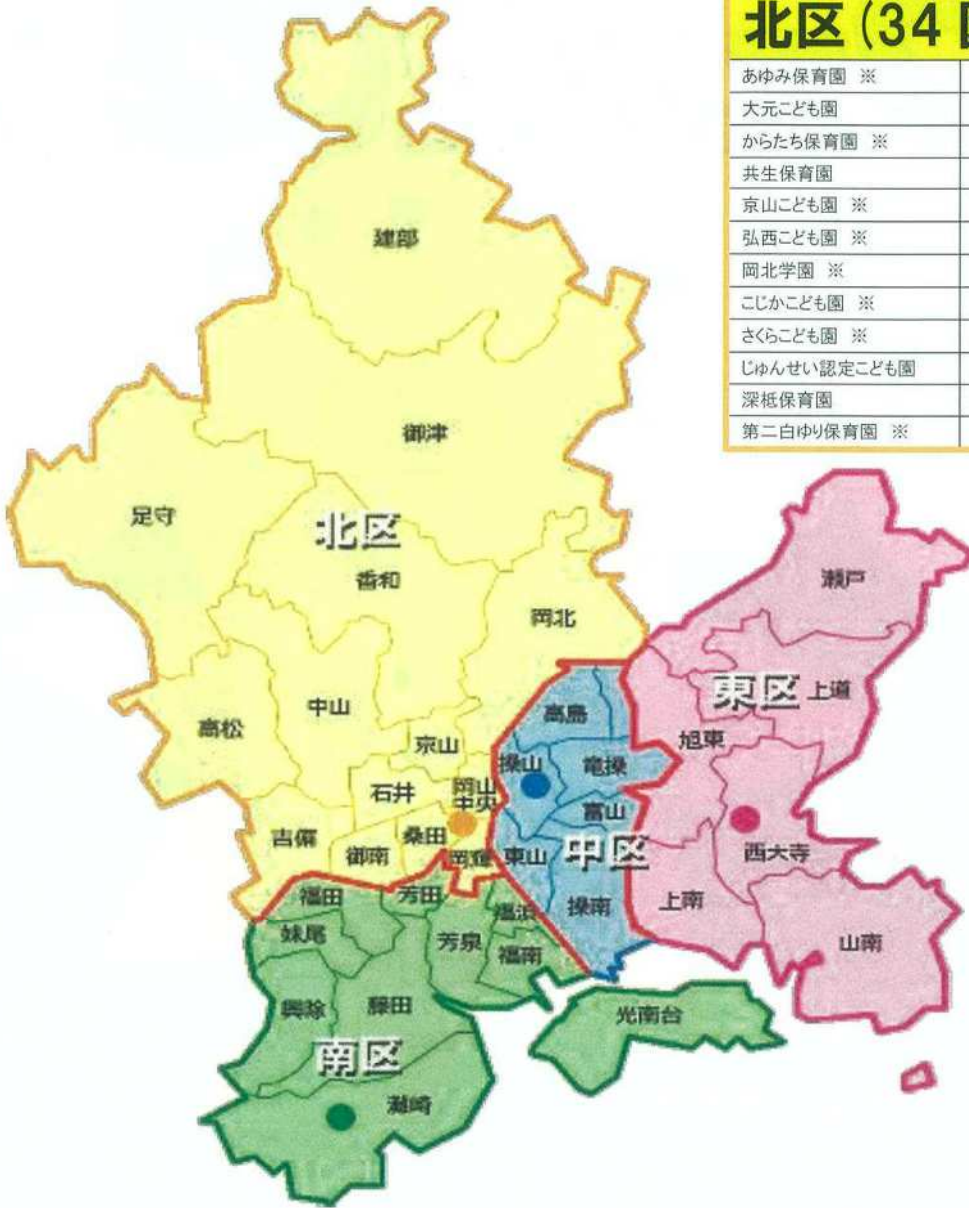 北区(34
あゆみ保育園 ※
大元こども園
からたち保育園 ※
共生保育園
京山こども園 ※
弘西こども園 ※
岡北学園 ※
こじかこども園 ※
さくらこども園 ※
じゅんせい認定こども園
深柢保育園
第二白ゆり保育園 ※
建部
御津
足守
北区
香和
岡北
瀬戸
東区
上道
高松
中山
京山
高島
旭東
操山
竜操
石井
岡山
中央
富山
吉備
御南
桑田
岡輝
東山
中区
西大寺
福田
芳田
福浜
操南
上南
妹尾
芳泉
福南
山南
興除
藤田
光南台
南区
灘崎